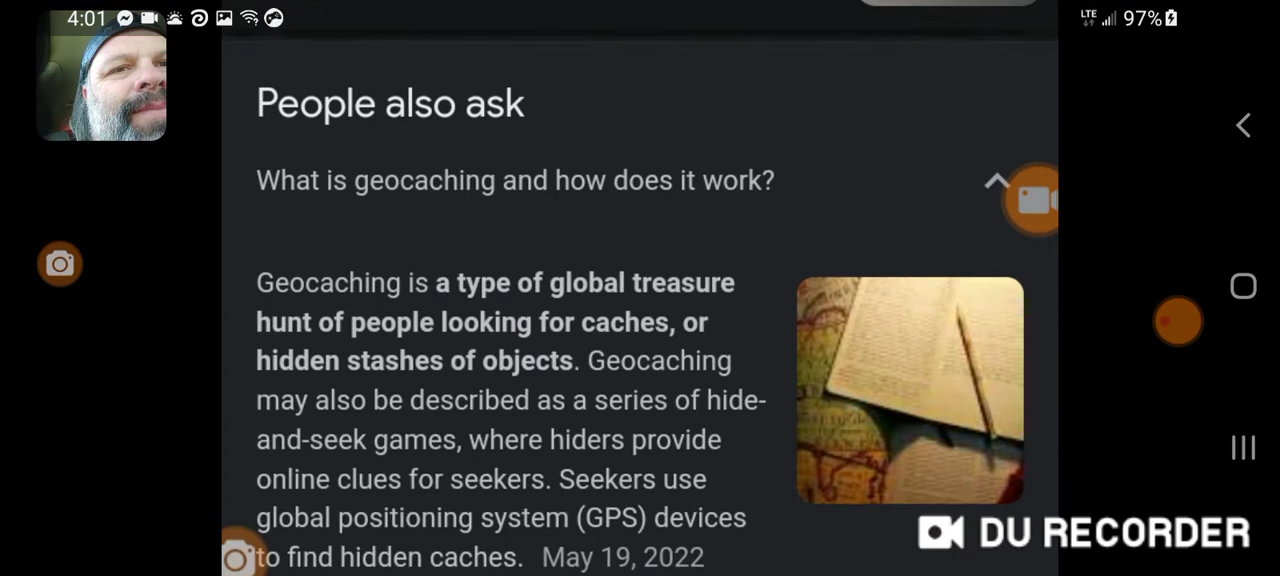 4:01
LTE
97%
People also ask
What is geocaching and how does it work?
Geocaching is a type of global treasure
hunt of people looking for caches, or
hidden stashes of objects. Geocaching
may also be described as a series of hide-
and-seek games, where hiders provide
online clues for seekers. Seekers use
global positioning system (GPS) devices
to find hidden caches. May 19, 2022
DU RECORDER